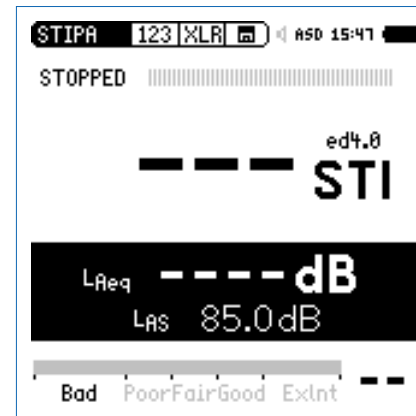 STIPA 123 XLR ASD 15:47
STOPPED
ed4.0
--- STI
LAeq ----dB
LAS 85.0dB
Bad Poor Fair Good Exlnt --